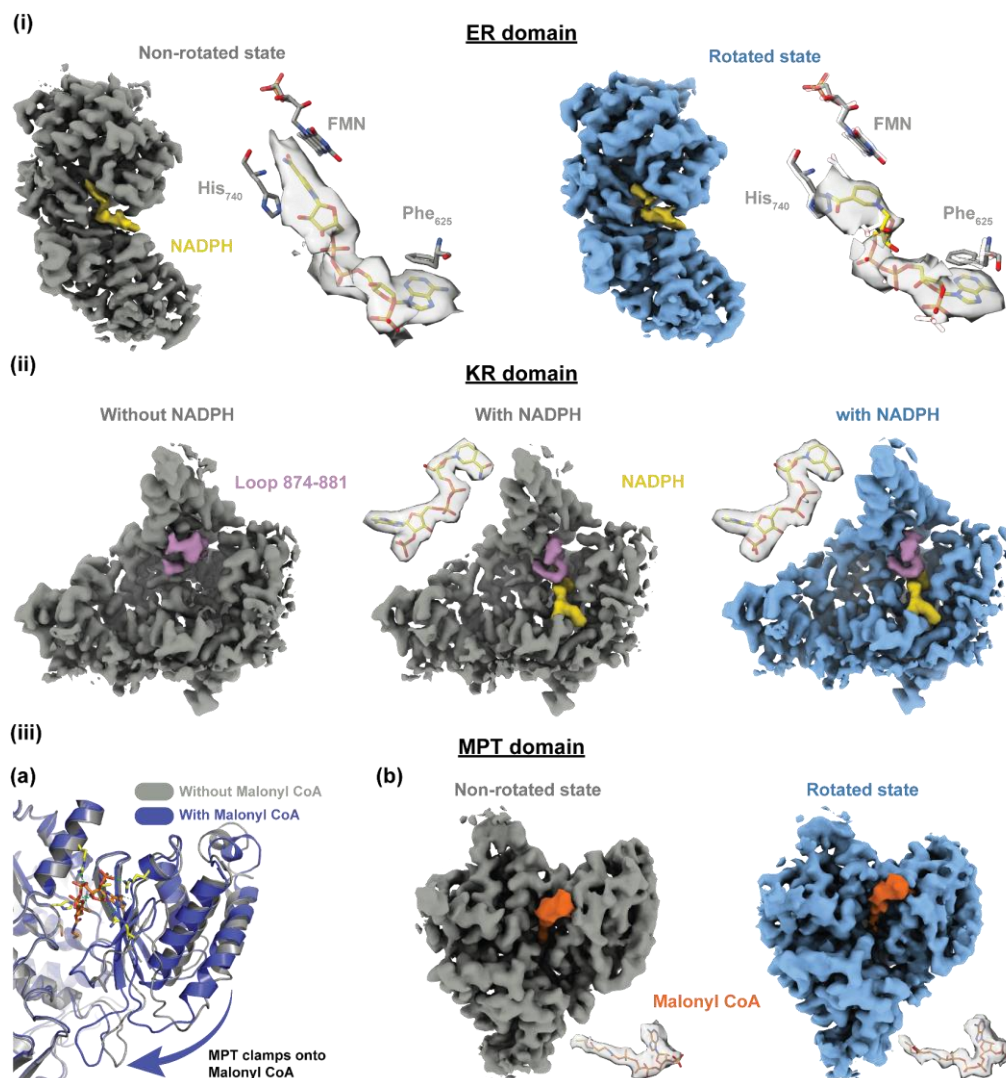 (i)
ER domain
Non-rotated state
Rotated state
FMN
FMN
His740
His740
Phe625
Phe625
NADPH
(ii)
KR domain
Without NADPH
With NADPH
with NADPH
Loop 874-881
NADPH
(iii)
MPT domain
(a)
(b)
Without Malonyl CoA
With Malonyl CoA
Non-rotated state
Rotated state
Malonyl CoA
MPT clamps onto
Malonyl CoA